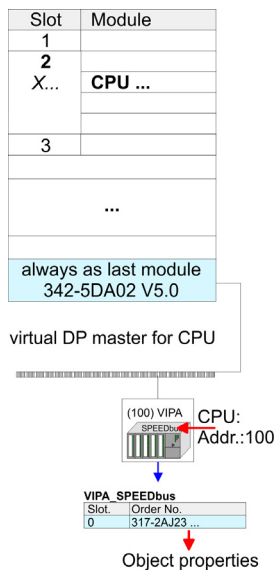 Slot Module
1
2
X... CPU ...
3
...
always as last module
342-5DA02 V5.0
virtual DP master for CPU
(100) VIPA
SPEEDbus
CPU:
Addr.:100
VIPA_SPEEDbus
Slot. Order No.
0 317-2AJ23 ...
Object properties